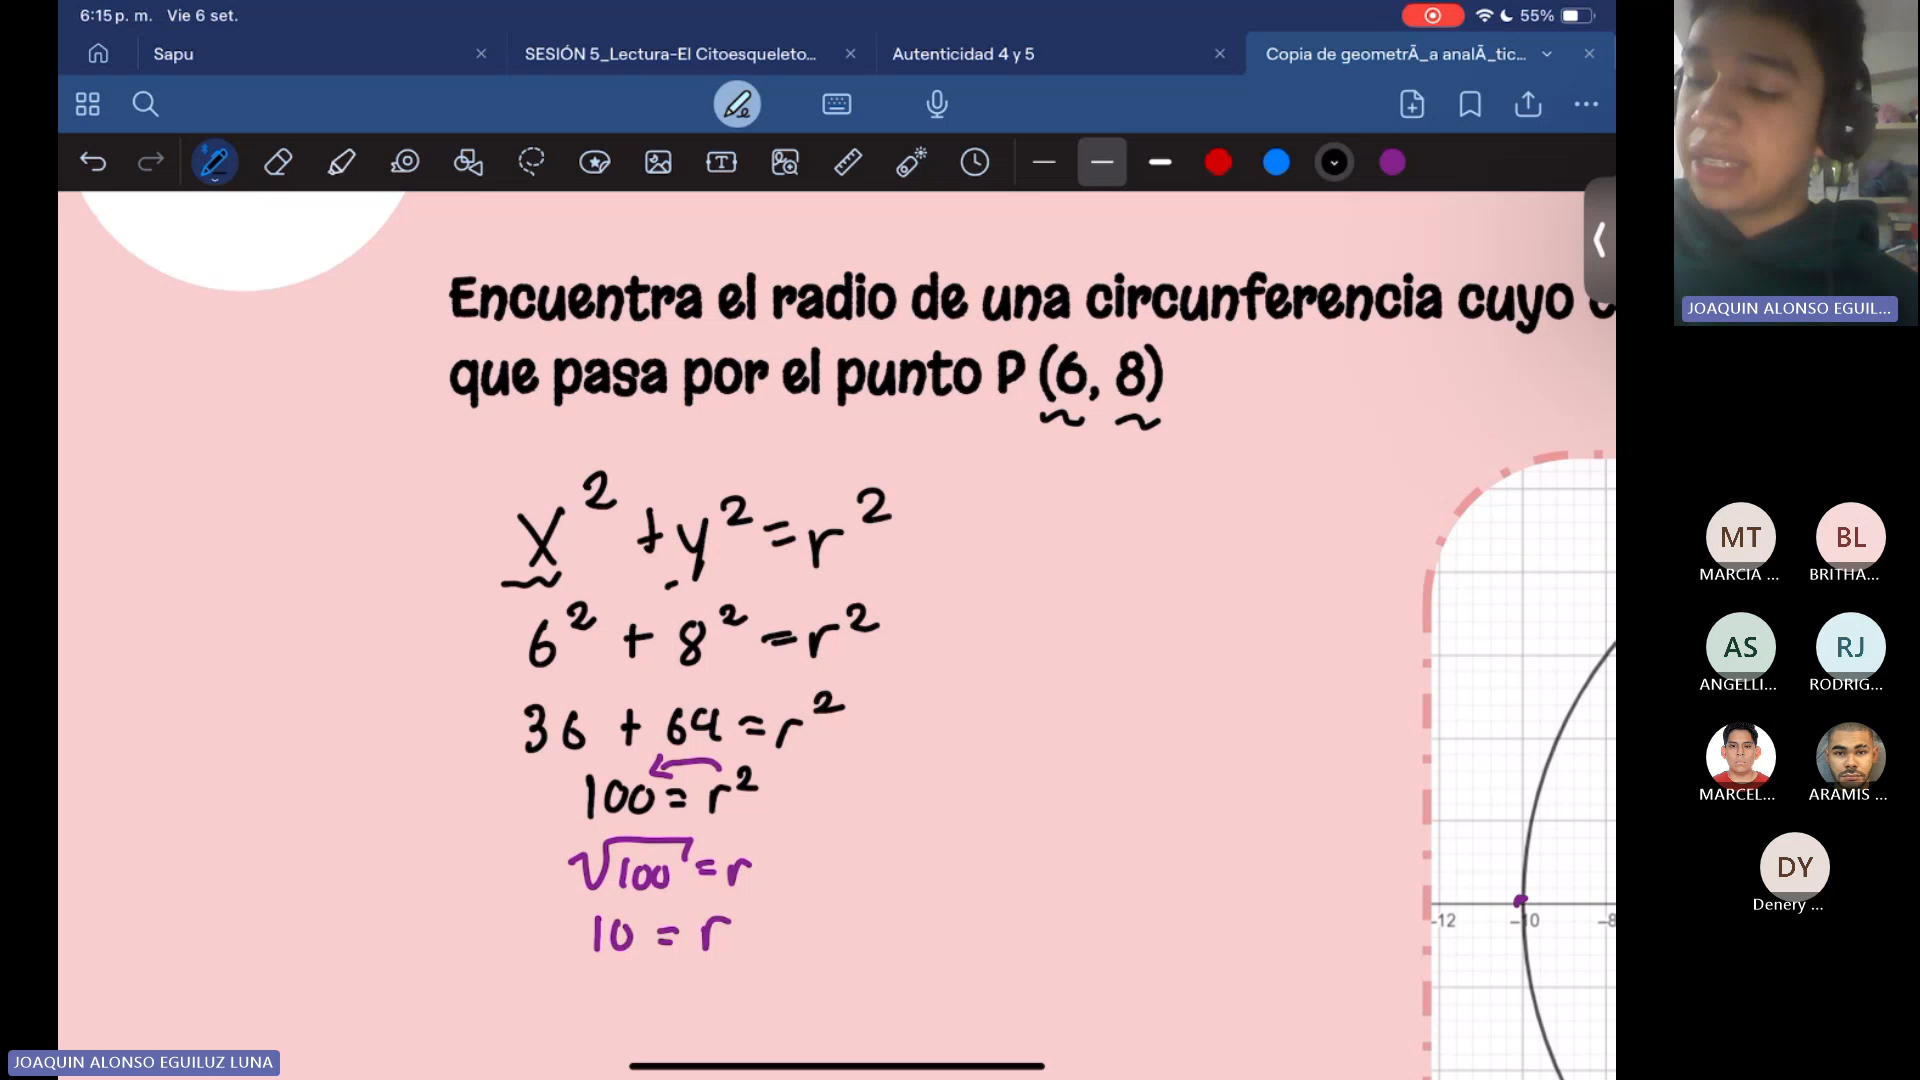 6:15 p. m. Vie 6 set.
55%
Sapu
SESIÓN 5_Lectura-El Citoesqueleto...
Autenticidad 4 y 5
Copia de geometrÃ_a analÃ_tic...
Encuentra el radio de una circunferencia cuyo
que pasa por el punto P (6, 8)
x² + y² = r²
6² + 8² = r²
36 + 64 = r²
100 = r²
√100 = r
10 = r
-12 -10 -8
JOAQUIN ALONSO EGUIL...
MT BL
MARCIA ... BRITHA...
AS RJ
ANGELLI... RODRIG...
MARCEL... ARAMIS ...
DY
Denery ...
JOAQUIN ALONSO EGUILUZ LUNA